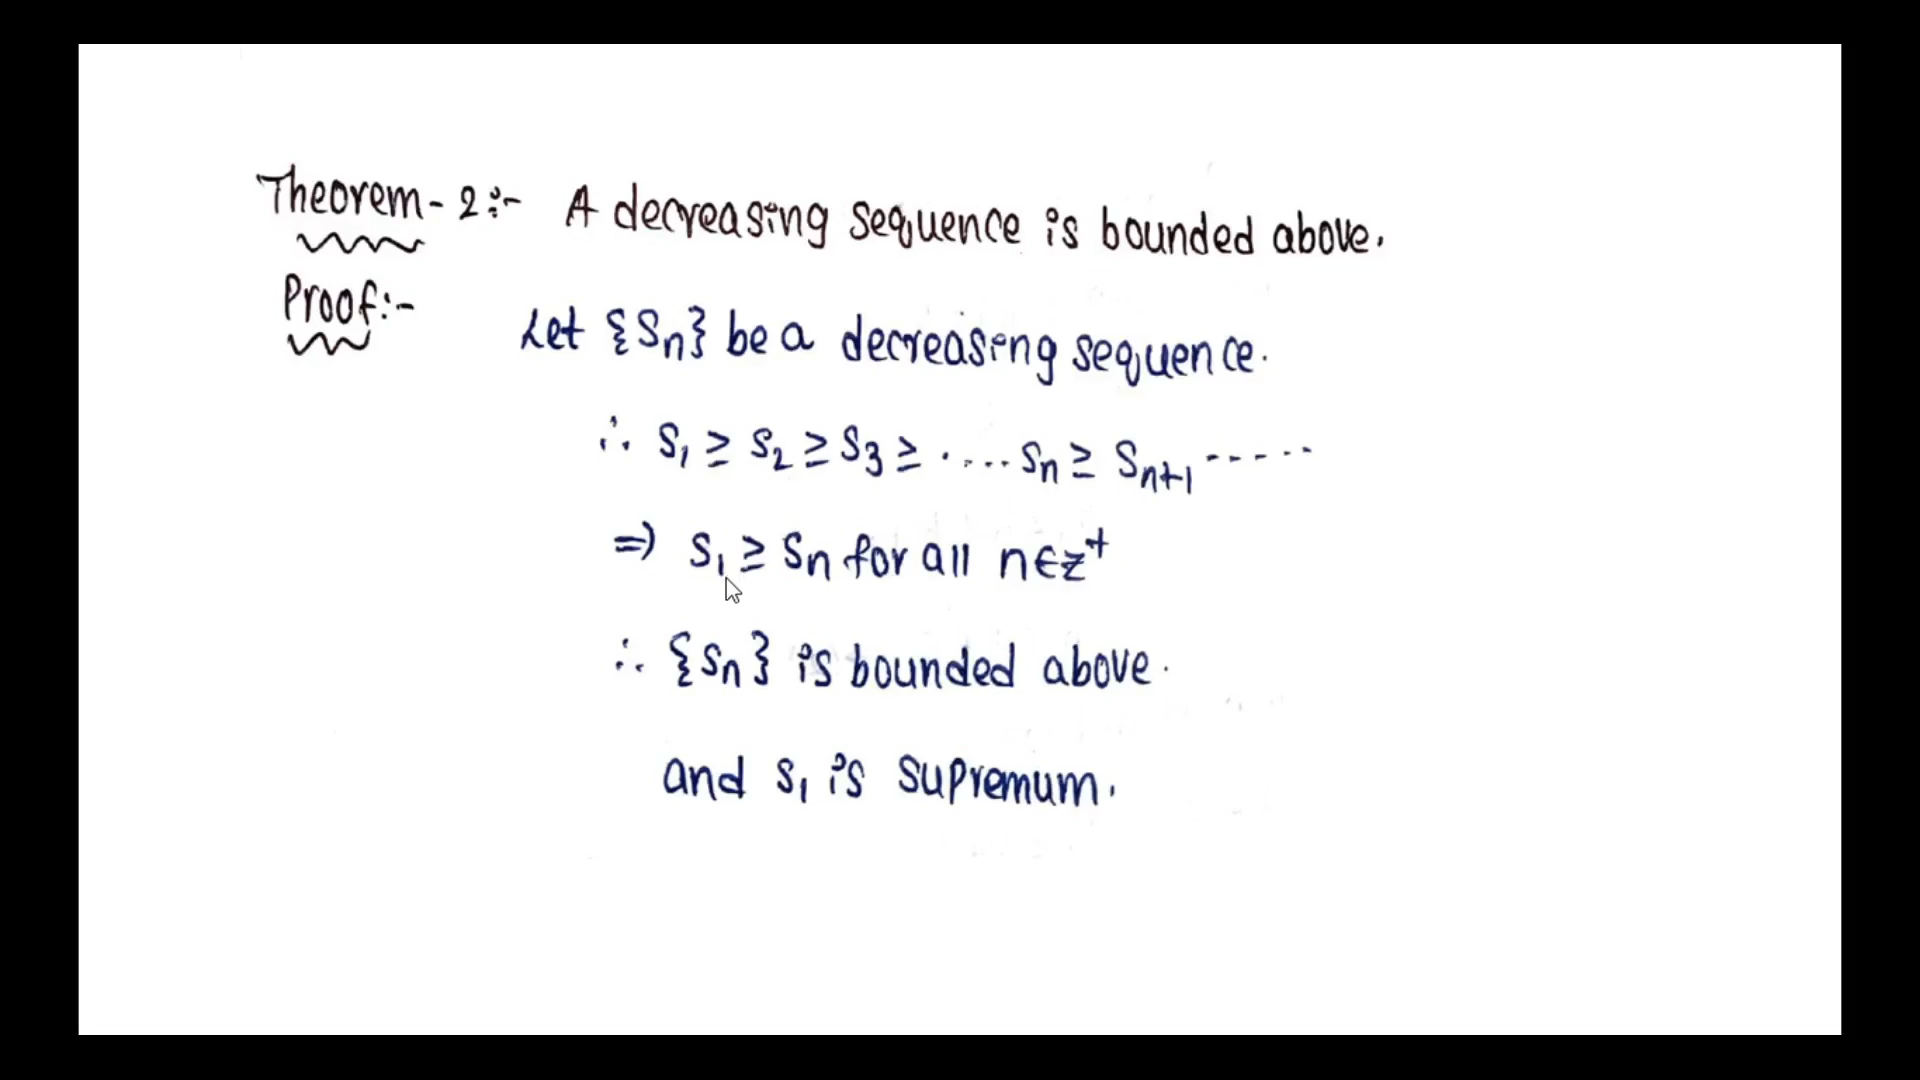 Theorem-2:- A decreasing sequence is bounded above.
Proof:- Let {Sn} be a decreasing sequence.
∴ S₁ ≥ S₂ ≥ S₃ ≥ ..... Sn ≥ Sn+1 -----
⇒ S₁ ≥ Sn for all n∈z⁺
∴ {Sn} is bounded above.
and S₁ is supremum.